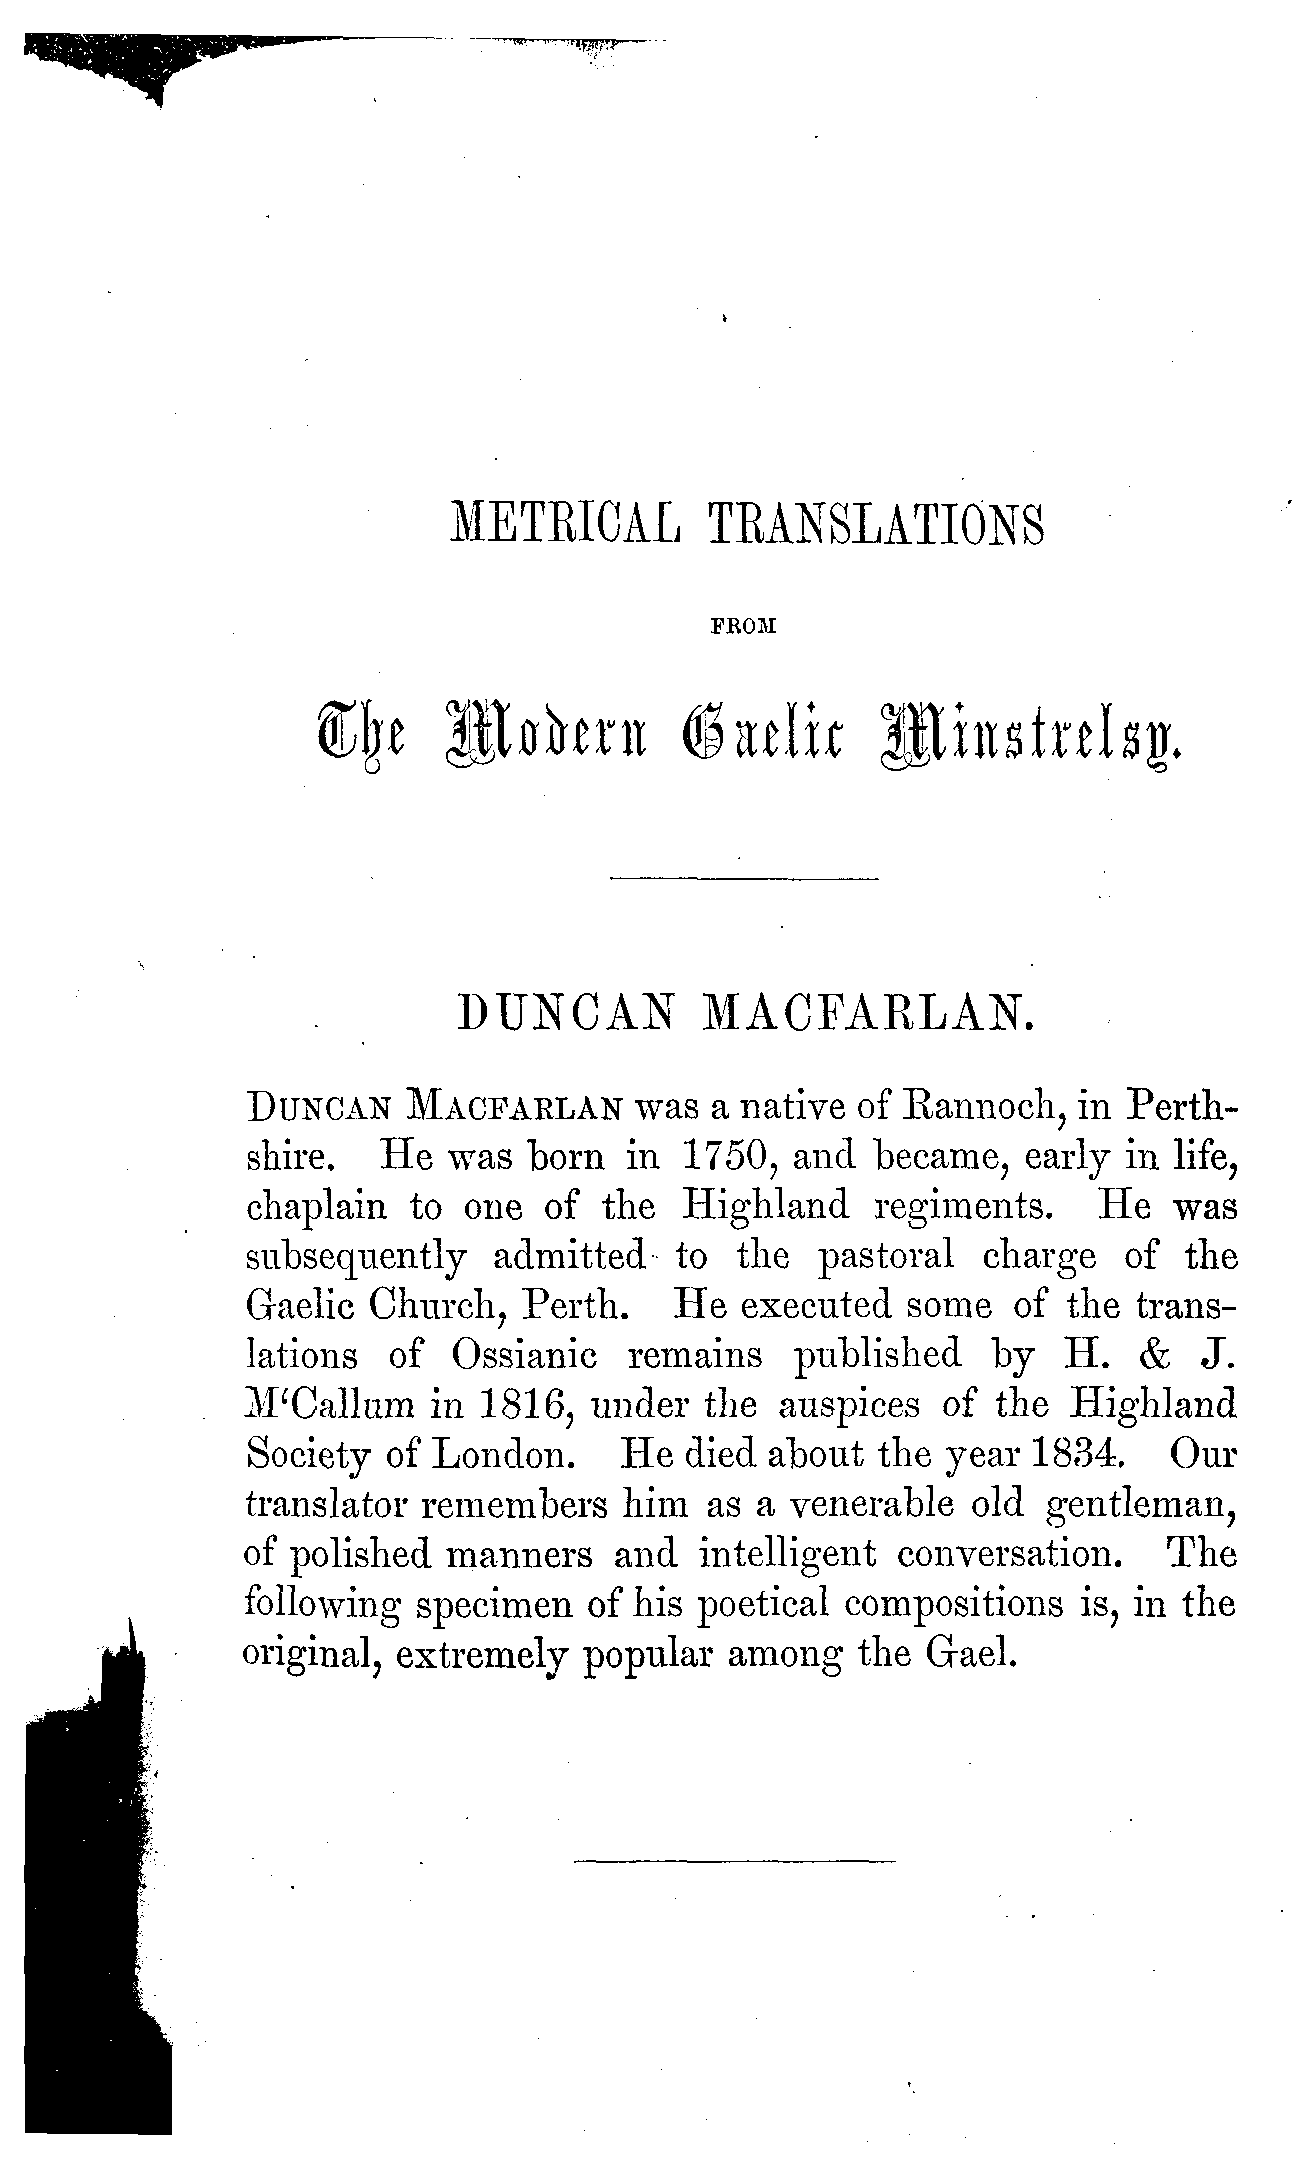 METRICAL TRANSLATIONS
FROM
The Modern Gaelic Minstrelsy.
DUNCAN MACFARLAN.
DUNCAN MACFARLAN was a native of Rannoch, in Perth-
shire. He was born in 1750, and became, early in life,
chaplain to one of the Highland regiments. He was
subsequently admitted to the pastoral charge of the
Gaelic Church, Perth. He executed some of the trans-
lations of Ossianic remains published by H. & J.
M‘Callum in 1816, under the auspices of the Highland
Society of London. He died about the year 1834. Our
translator remembers him as a venerable old gentleman,
of polished manners and intelligent conversation. The
following specimen of his poetical compositions is, in the
original, extremely popular among the Gael.